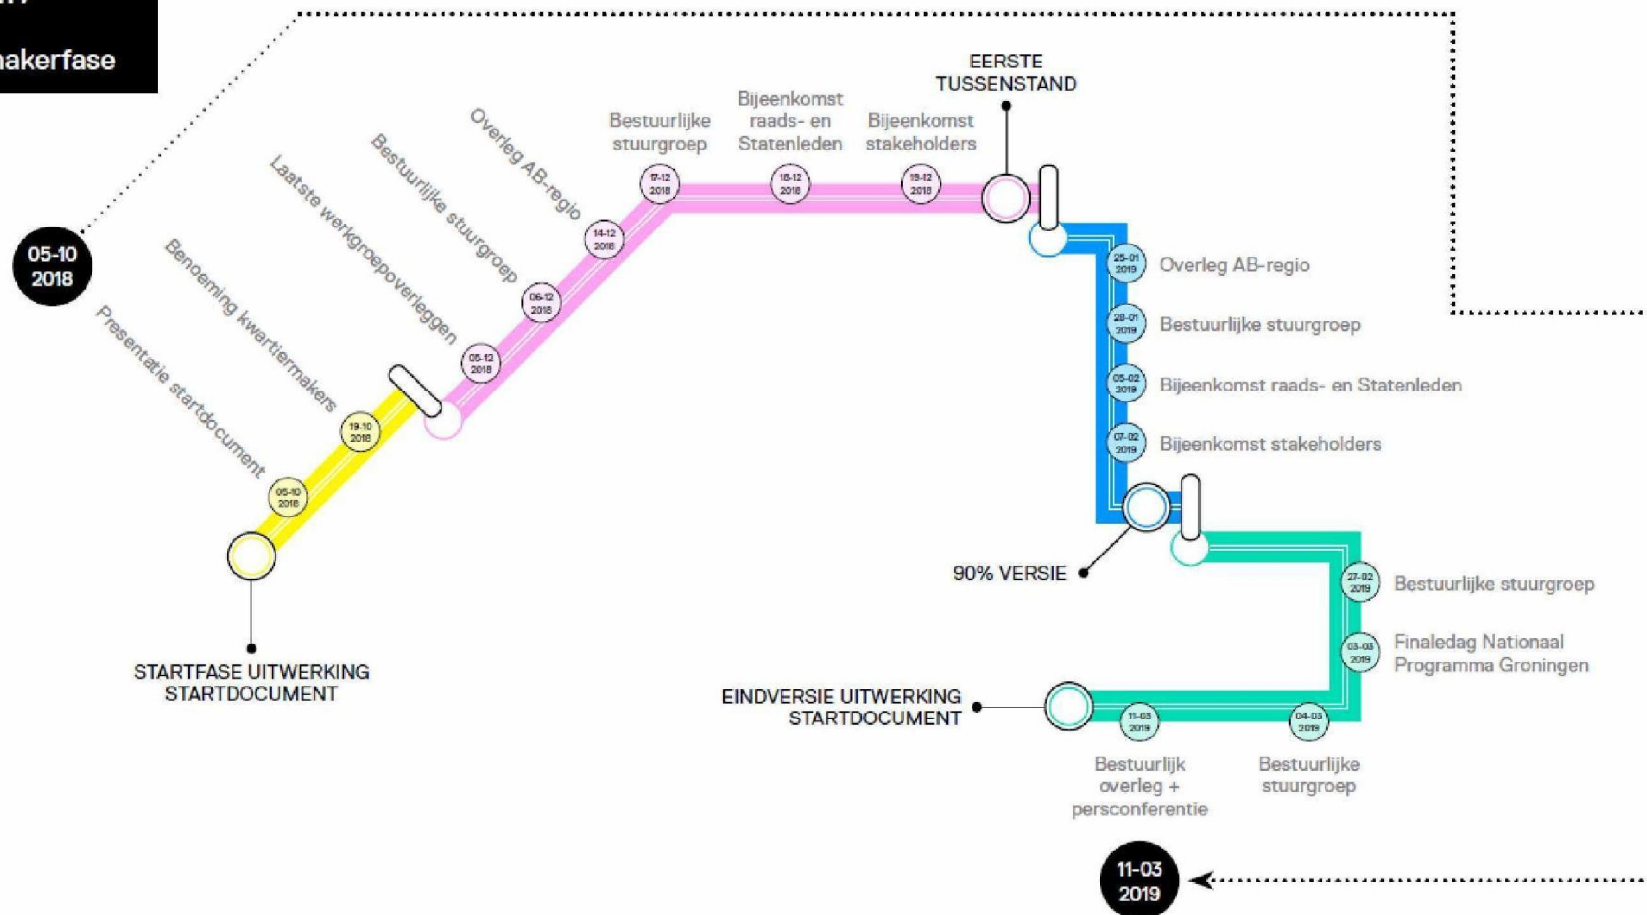 makerfase
05-10
2018
Presentatie startdocument
05-10
2018
Benoeming kwartiermakers
19-10
2018
STARTFASE UITWERKING
STARTDOCUMENT
Laatste werkgroepoverleggen
05-12
2018
Bestuurlijke stuurgroep
06-12
2018
Overleg AB-regio
14-12
2018
Bestuurlijke
stuurgroep
17-12
2018
Bijeenkomst
raads- en
Statenleden
18-12
2018
Bijeenkomst
stakeholders
19-12
2018
EERSTE
TUSSENSTAND
25-01
2019
Overleg AB-regio
28-01
2019
Bestuurlijke stuurgroep
05-02
2019
Bijeenkomst raads- en Statenleden
07-02
2019
Bijeenkomst stakeholders
90% VERSIE
27-02
2019
Bestuurlijke stuurgroep
03-03
2019
Finaledag Nationaal
Programma Groningen
04-03
2019
Bestuurlijke
stuurgroep
11-03
2019
Bestuurlijk
overleg +
persconferentie
EINDVERSIE UITWERKING
STARTDOCUMENT
11-03
2019